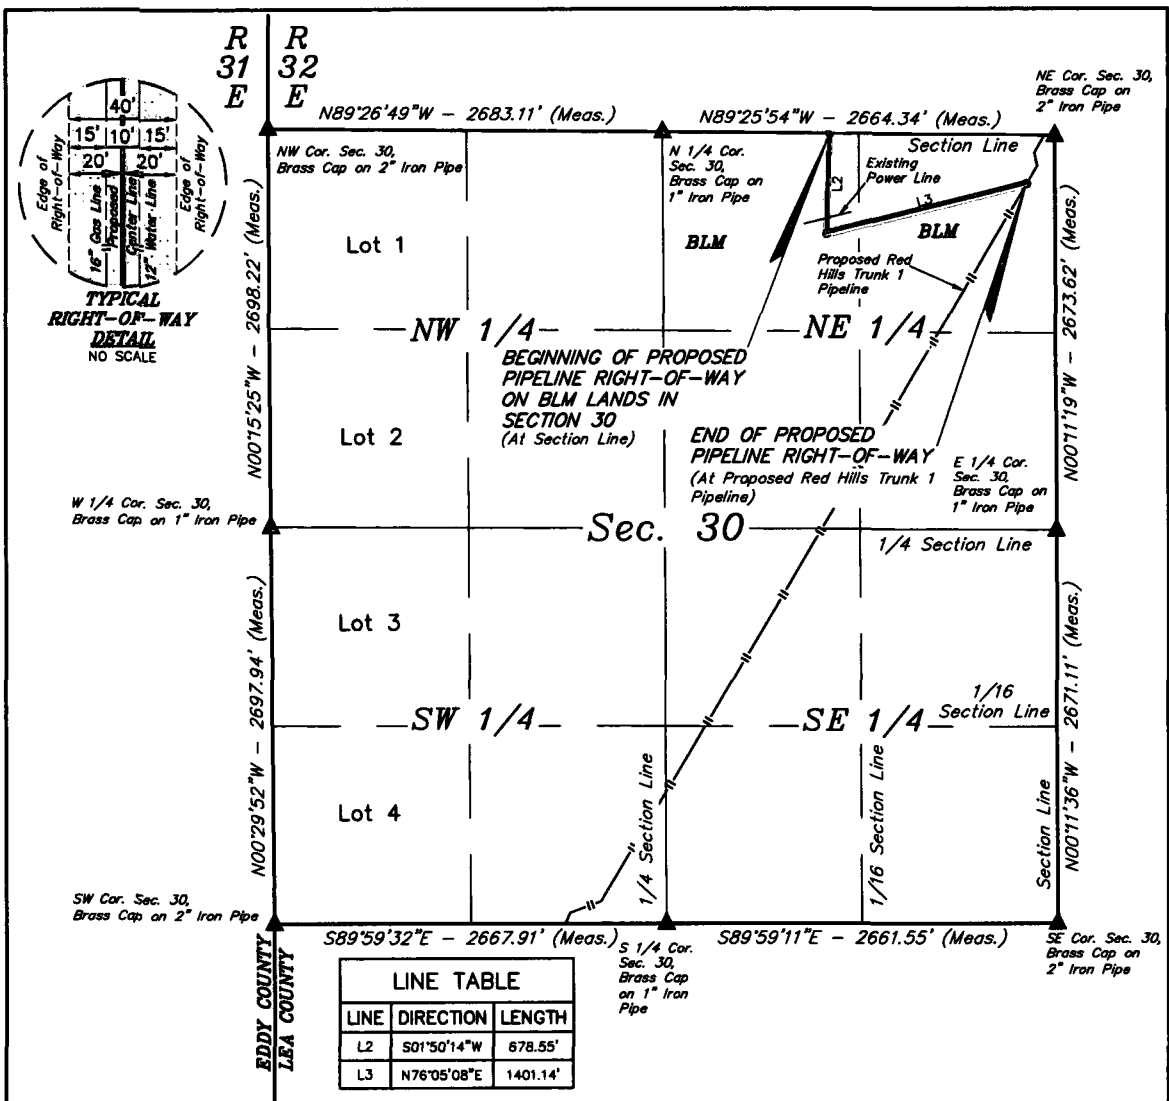 R
31
E
R
32
E
N89°26'49"W - 2683.11' (Meas.)
N89°25'54"W - 2664.34' (Meas.)
NE Cor. Sec. 30,
Brass Cap on
2" Iron Pipe
Section Line
NW Cor. Sec. 30,
Brass Cap on 2" Iron Pipe
N 1/4 Cor.
Sec. 30,
Brass Cap on
1" Iron Pipe
Existing
Power Line
L2
L3
40'
15'
10'
15'
20'
20'
Edge of
Right-of-Way
16" Gas Line
Proposed
Center Line
12" Water Line
Edge of
Right-of-Way
TYPICAL
RIGHT-OF-WAY
DETAIL
NO SCALE
N00°15'25"W - 2698.22' (Meas.)
Lot 1
BLM
BLM
Proposed Red
Hills Trunk 1
Pipeline
N00°11'19"W - 2673.62' (Meas.)
NW 1/4
NE 1/4
BEGINNING OF PROPOSED
PIPELINE RIGHT-OF-WAY
ON BLM LANDS IN
SECTION 30
(At Section Line)
Lot 2
END OF PROPOSED
PIPELINE RIGHT-OF-WAY
(At Proposed Red Hills Trunk 1
Pipeline)
E 1/4 Cor.
Sec. 30,
Brass Cap on
1" Iron Pipe
W 1/4 Cor. Sec. 30,
Brass Cap on 1" Iron Pipe
Sec. 30
1/4 Section Line
N00°29'52"W - 2697.94' (Meas.)
Lot 3
N00°11'36"W - 2671.11' (Meas.)
1/16
Section Line
SW 1/4
SE 1/4
Lot 4
1/4 Section Line
1/16 Section Line
Section Line
SW Cor. Sec. 30,
Brass Cap on 2" Iron Pipe
S89°59'32"E - 2667.91' (Meas.)
S 1/4 Cor.
Sec. 30,
Brass Cap
on 1" Iron
Pipe
S89°59'11"E - 2661.55' (Meas.)
SE Cor. Sec. 30,
Brass Cap on
2" Iron Pipe
EDDY COUNTY
LEA COUNTY
LINE TABLE
LINE DIRECTION LENGTH
L2 S01°50'14"W 678.55'
L3 N76°05'08"E 1401.14'